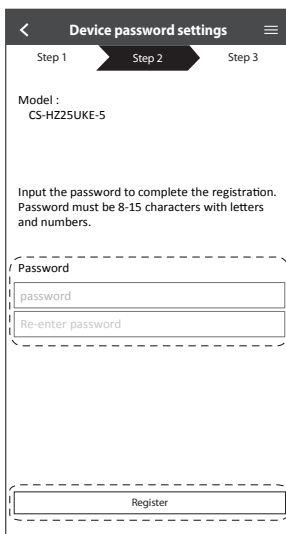 Device password settings
Step 1 Step 2 Step 3
Model :
CS-HZ25UKE-5
Input the password to complete the registration.
Password must be 8-15 characters with letters
and numbers.
Password
password
Re-enter password
Register